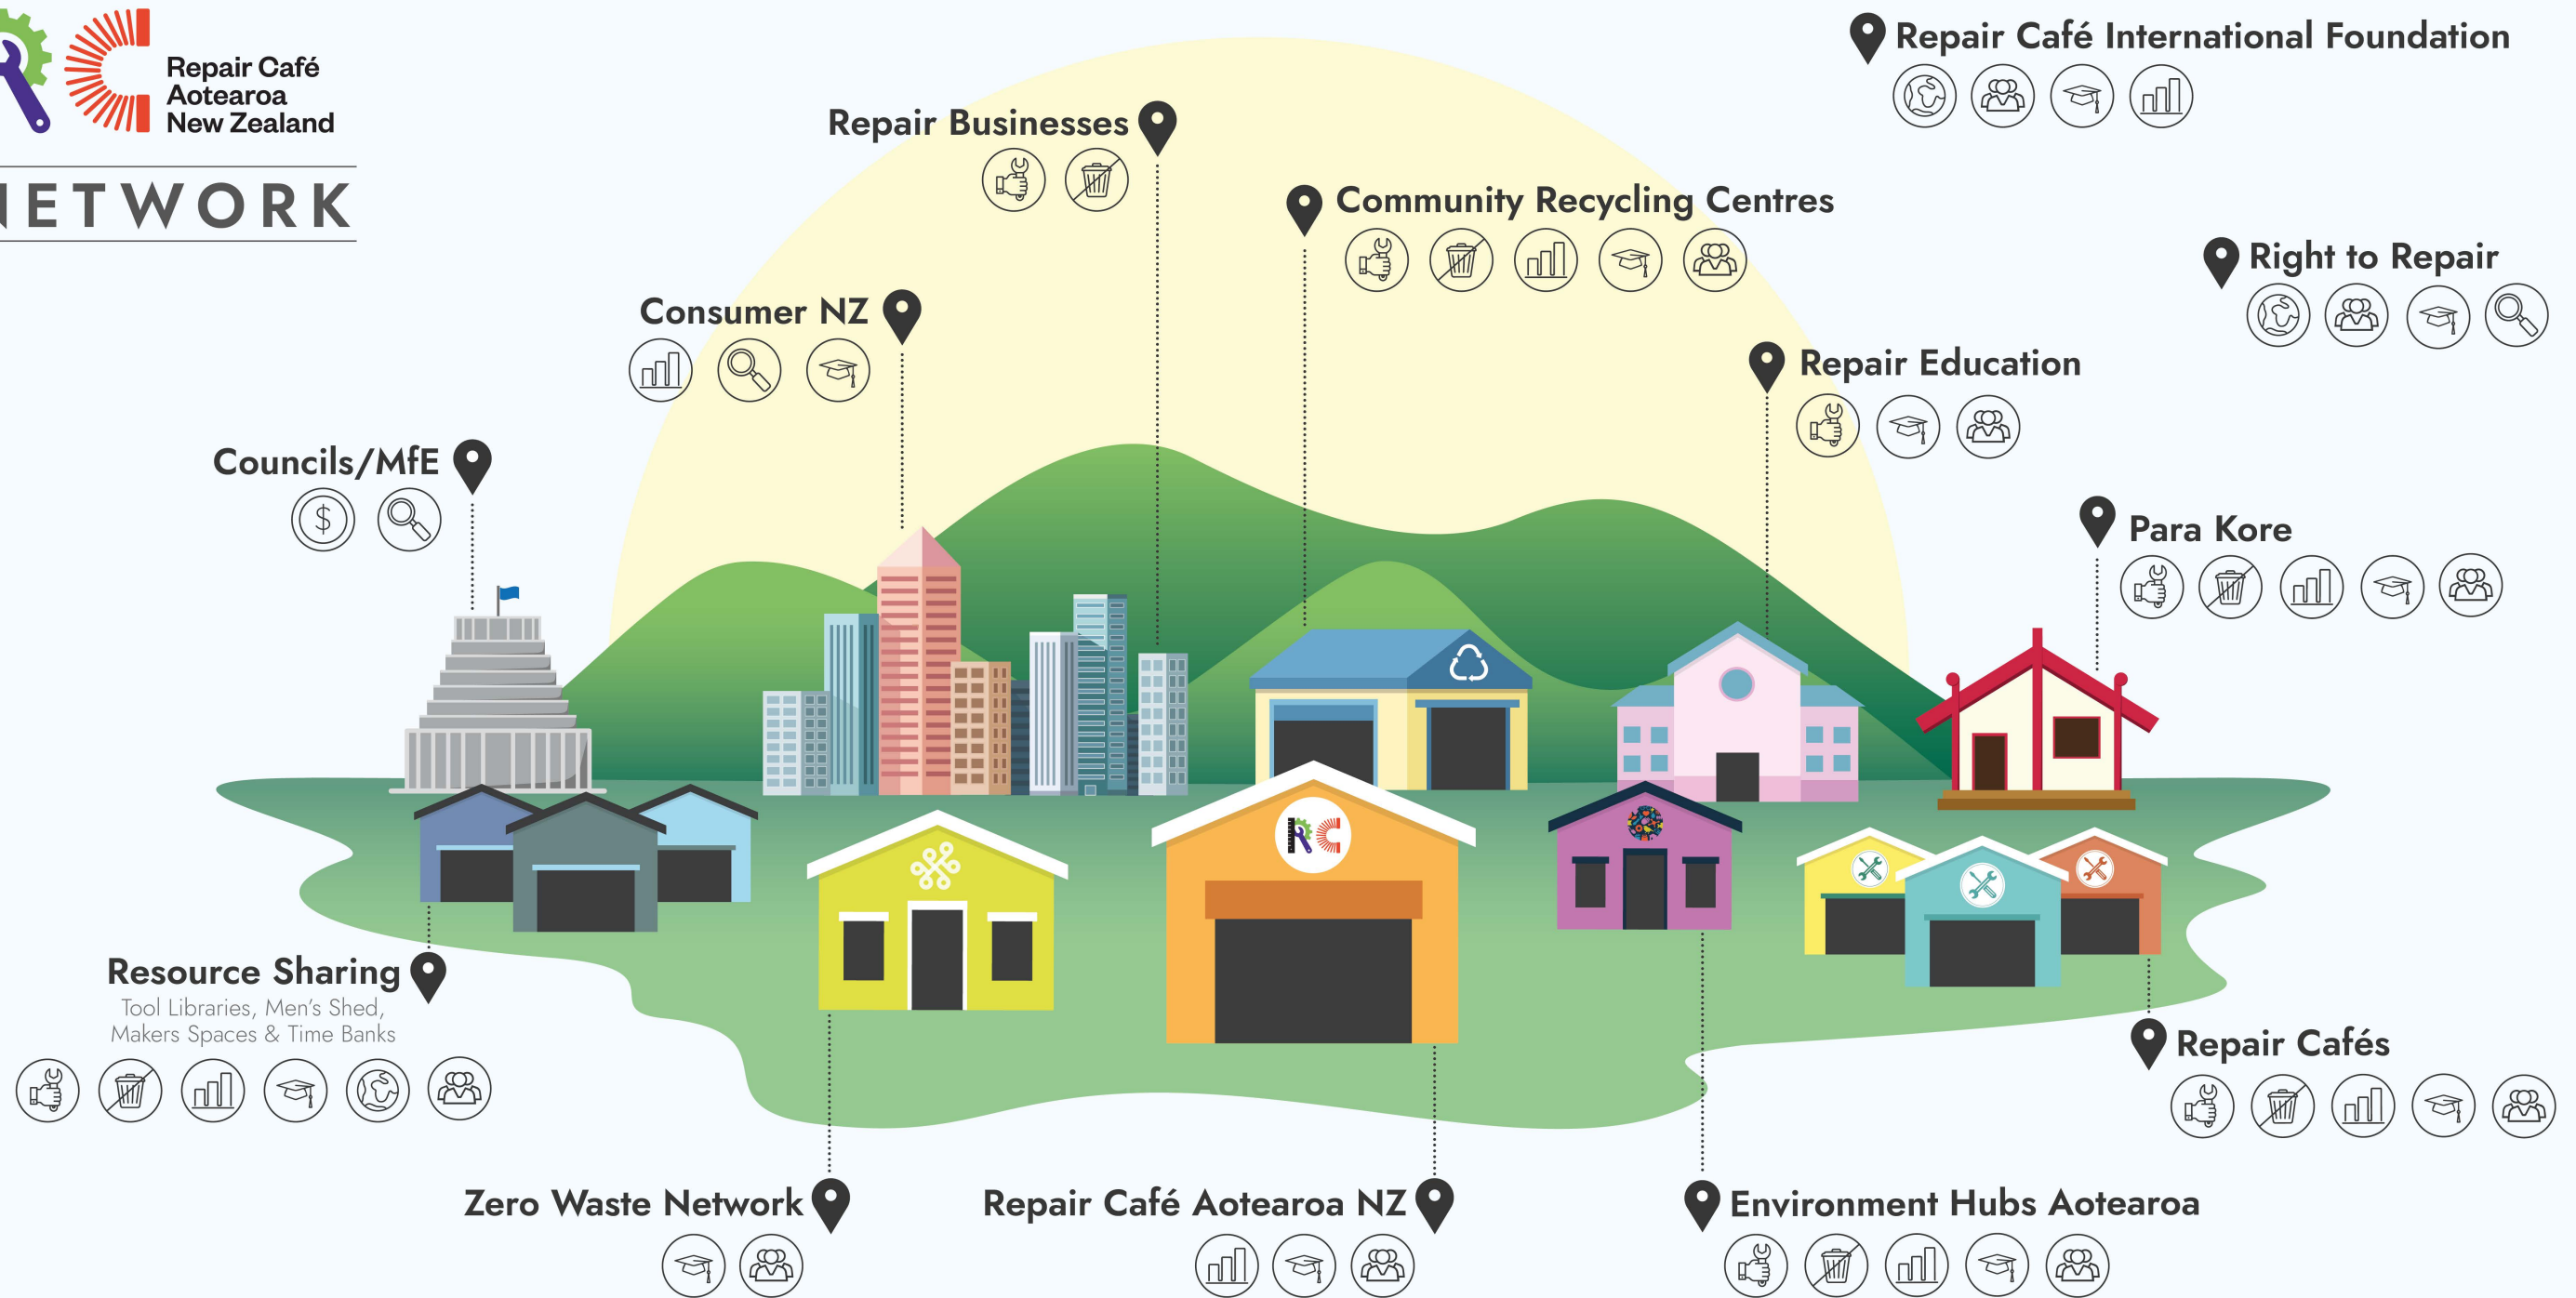 Repair Café
Aotearoa
New Zealand
NETWORK
Repair Café International Foundation
Repair Businesses
Community Recycling Centres
Right to Repair
Consumer NZ
Repair Education
Councils/MfE
$
Para Kore
Resource Sharing
Tool Libraries, Men's Shed,
Makers Spaces & Time Banks
Repair Cafés
Zero Waste Network
Repair Café Aotearoa NZ
Environment Hubs Aotearoa